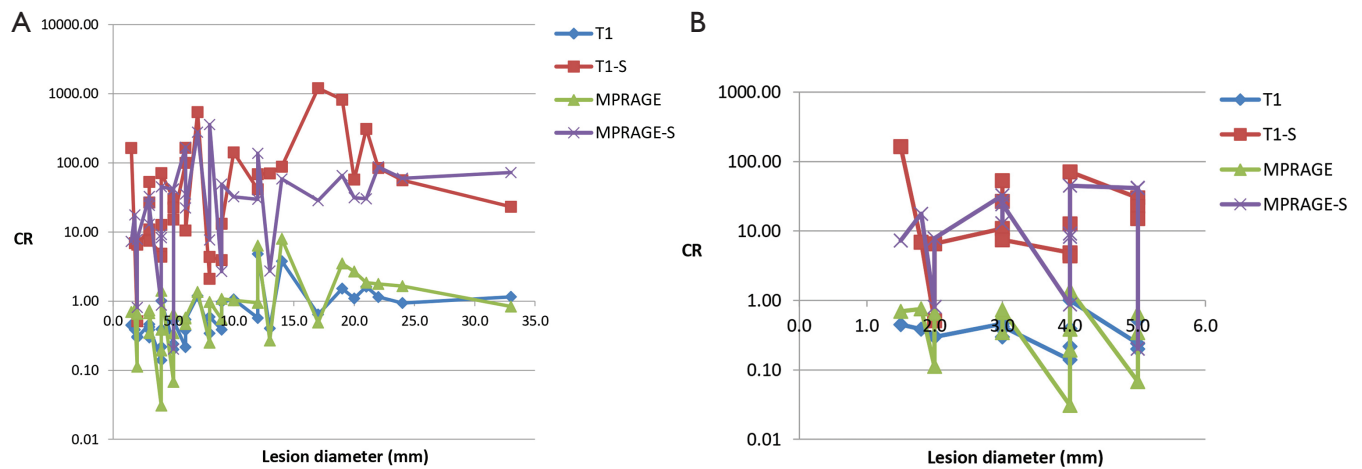 A
10000.00
1000.00
100.00
10.00
1.00
0.10
0.01
CR
0.0
5.0
10.0
15.0
20.0
25.0
30.0
35.0
Lesion diameter (mm)
T1
T1-S
MPRAGE
MPRAGE-S
B
1000.00
100.00
10.00
1.00
0.10
0.01
CR
0.0
1.0
2.0
3.0
4.0
5.0
6.0
Lesion diameter (mm)
T1
T1-S
MPRAGE
MPRAGE-S